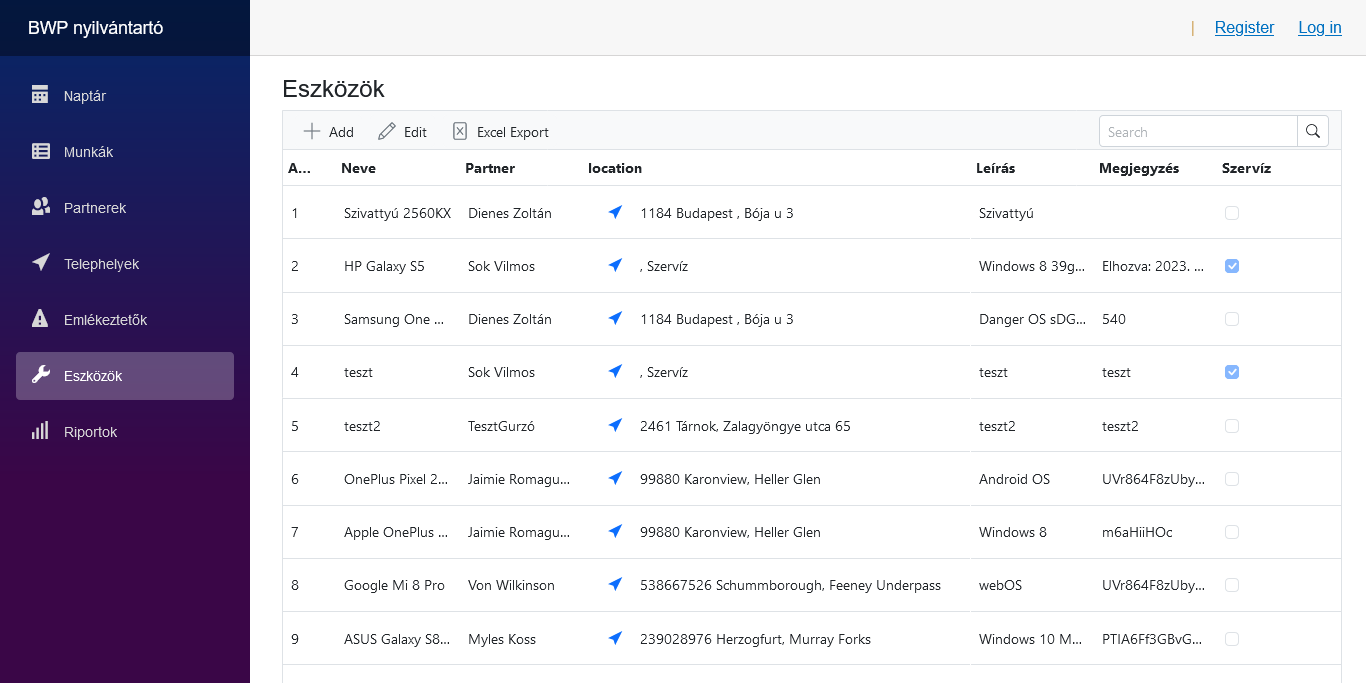 BWP nyilvántartó
| Register Log in
Naptár
Munkák
Partnerek
Telephelyek
Emlékeztetők
Eszközök
Riportok
Eszközök
Add Edit Excel Export Search
A... Neve Partner location Leírás Megjegyzés Szervíz
1 Szivattyú 2560KX Dienes Zoltán 1184 Budapest , Bója u 3 Szivattyú
2 HP Galaxy S5 Sok Vilmos , Szervíz Windows 8 39g... Elhozva: 2023. ...
3 Samsung One ... Dienes Zoltán 1184 Budapest , Bója u 3 Danger OS sDG... 540
4 teszt Sok Vilmos , Szervíz teszt teszt
5 teszt2 TesztGurzó 2461 Tárnok, Zalagyöngye utca 65 teszt2 teszt2
6 OnePlus Pixel 2... Jaimie Romagu... 99880 Karonview, Heller Glen Android OS UVr864F8zUby...
7 Apple OnePlus ... Jaimie Romagu... 99880 Karonview, Heller Glen Windows 8 m6aHiiHOc
8 Google Mi 8 Pro Von Wilkinson 538667526 Schummborough, Feeney Underpass webOS UVr864F8zUby...
9 ASUS Galaxy S8... Myles Koss 239028976 Herzogfurt, Murray Forks Windows 10 M... PTIA6Ff3GBvG...